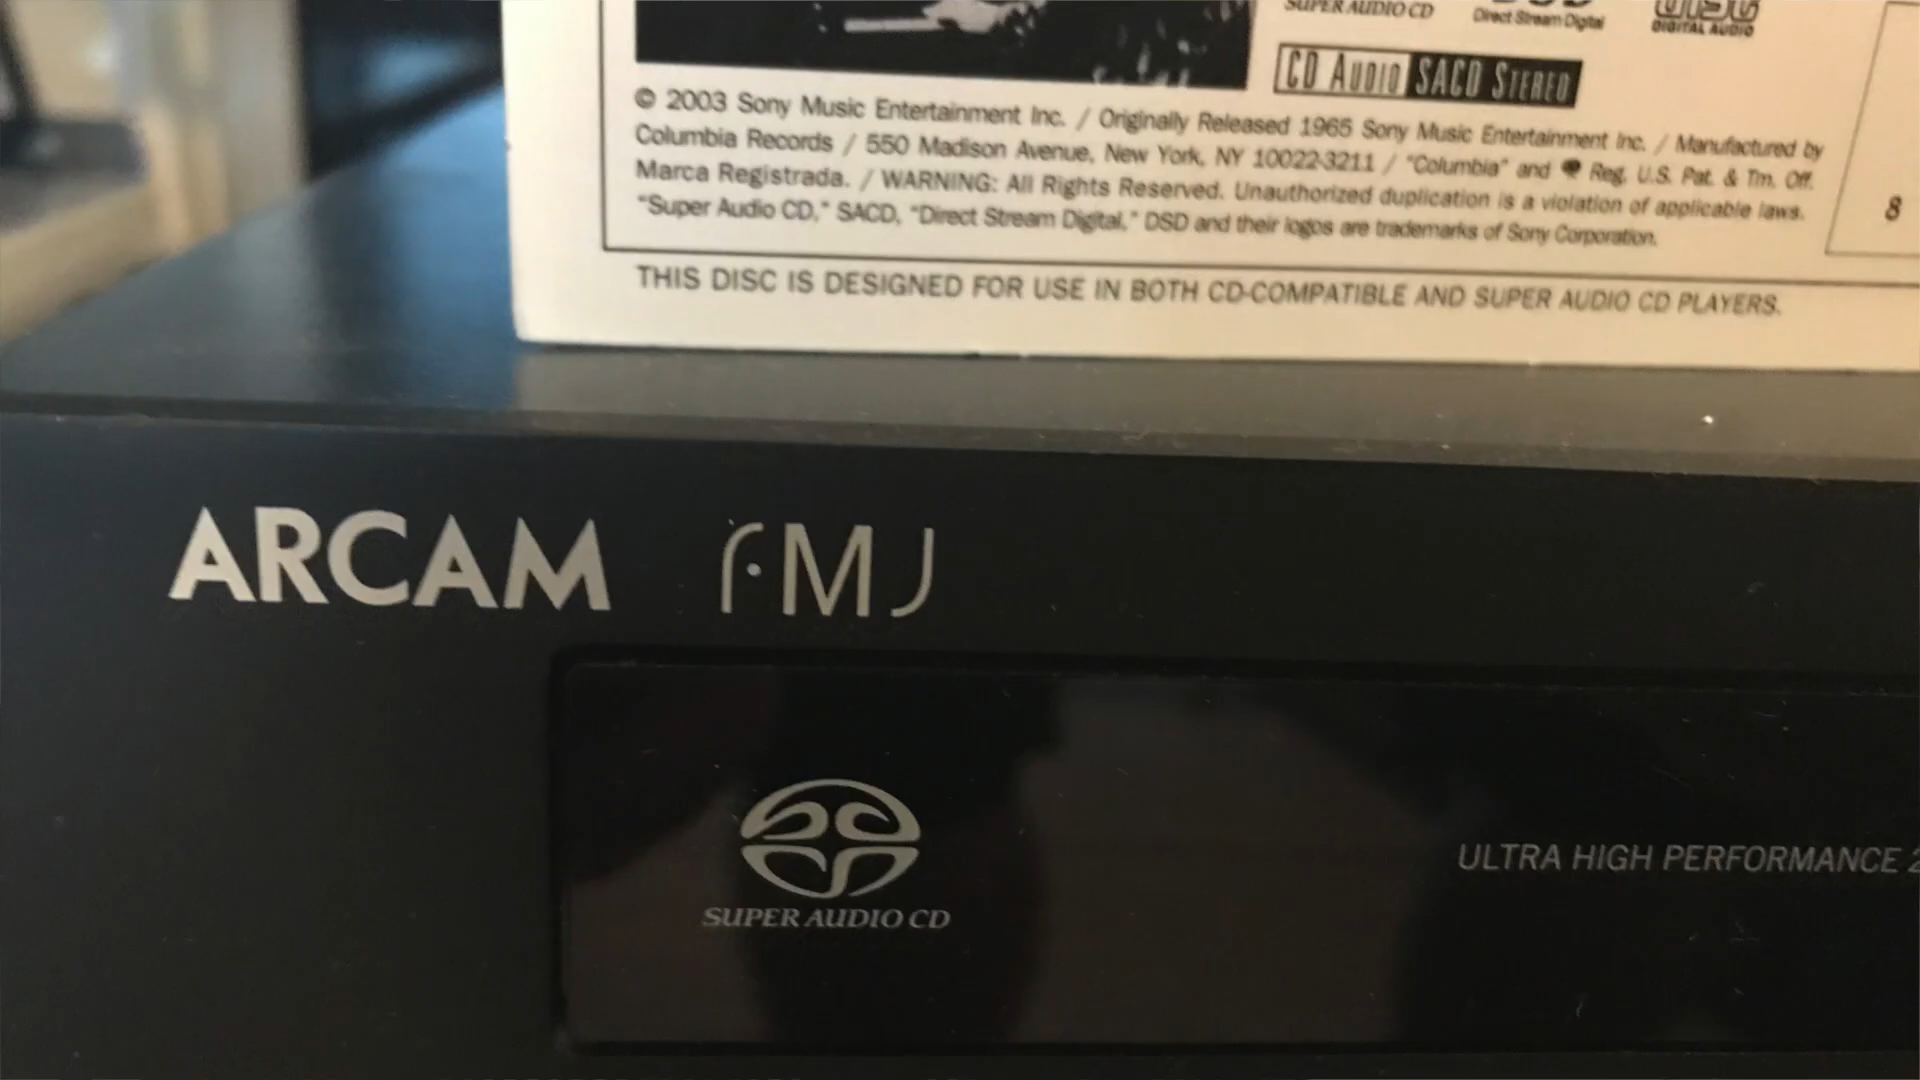 SUPER AUDIO CD
Direct Stream Digital
DIGITAL AUDIO
CD AUDIO SACD STEREO
© 2003 Sony Music Entertainment Inc. / Originally Released 1965 Sony Music Entertainment Inc. / Manufactured by
Columbia Records / 550 Madison Avenue, New York, NY 10022-3211 / "Columbia" and Reg. U.S. Pat. & Tm. Off.
Marca Registrada. / WARNING: All Rights Reserved. Unauthorized duplication is a violation of applicable laws.
"Super Audio CD," SACD, "Direct Stream Digital," DSD and their logos are trademarks of Sony Corporation.
8
THIS DISC IS DESIGNED FOR USE IN BOTH CD-COMPATIBLE AND SUPER AUDIO CD PLAYERS.
ARCAM FMJ
SUPER AUDIO CD
ULTRA HIGH PERFORMANCE